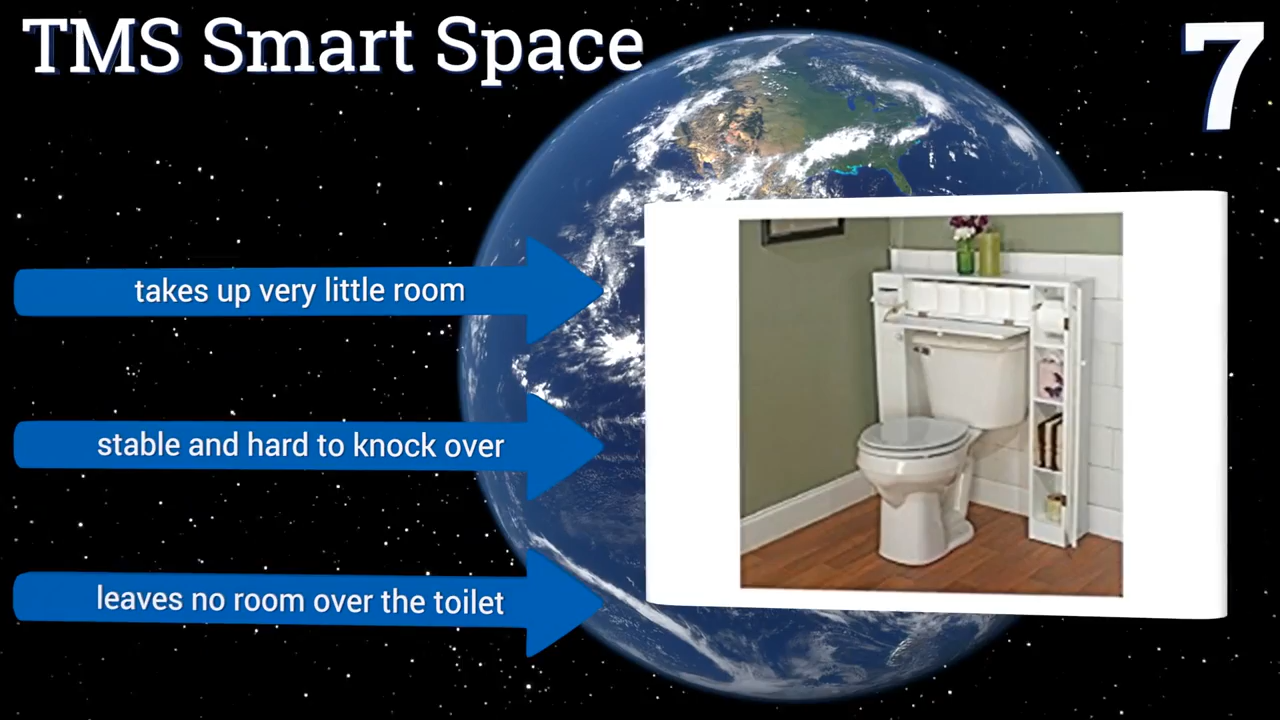 TMS Smart Space
7
takes up very little room
stable and hard to knock over
leaves no room over the toilet